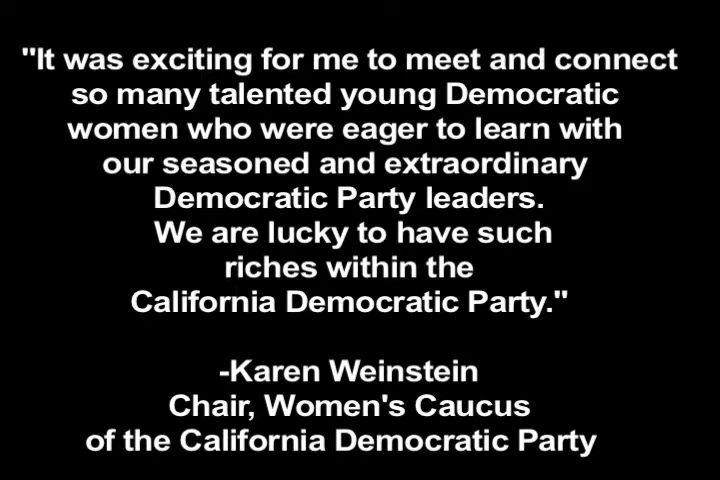 "It was exciting for me to meet and connect
so many talented young Democratic
women who were eager to learn with
our seasoned and extraordinary
Democratic Party leaders.
We are lucky to have such
riches within the
California Democratic Party."
-Karen Weinstein
Chair, Women's Caucus
of the California Democratic Party